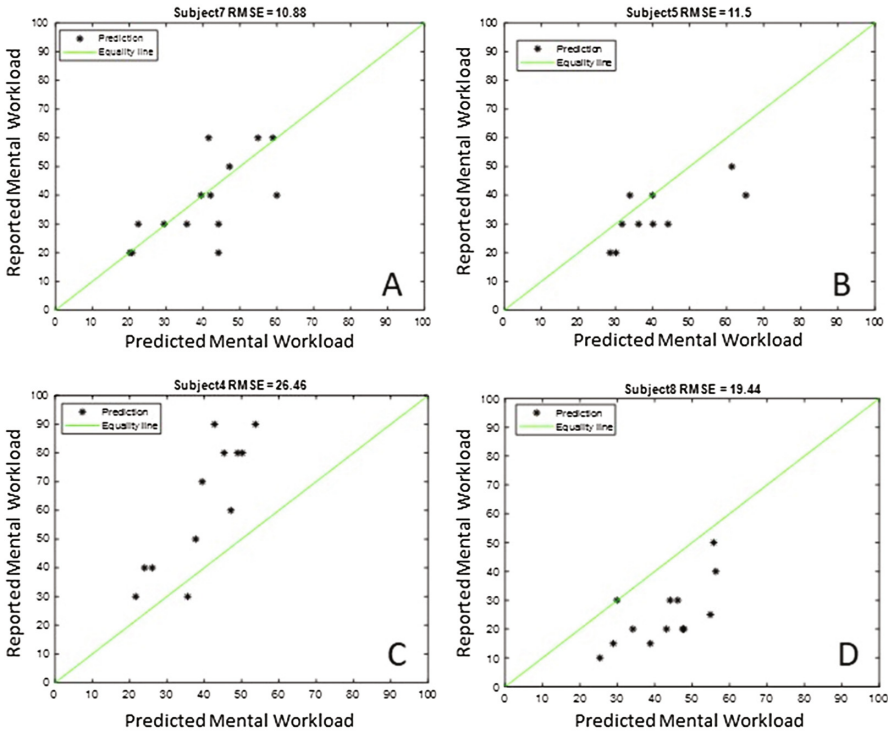 Subject7 RMSE = 10.88
Prediction
Equality line
100
90
80
70
60
50
40
30
20
10
0
Reported Mental Workload
A
0 10 20 30 40 50 60 70 80 90 100
Predicted Mental Workload
Subject5 RMSE = 11.5
Prediction
Equality line
100
90
80
70
60
50
40
30
20
10
0
Reported Mental Workload
B
0 10 20 30 40 50 60 70 80 90 100
Predicted Mental Workload
Subject4 RMSE = 26.46
Prediction
Equality line
100
90
80
70
60
50
40
30
20
10
0
Reported Mental Workload
C
0 10 20 30 40 50 60 70 80 90 100
Predicted Mental Workload
Subject8 RMSE = 19.44
Prediction
Equality line
100
90
80
70
60
50
40
30
20
10
0
Reported Mental Workload
D
0 10 20 30 40 50 60 70 80 90 100
Predicted Mental Workload